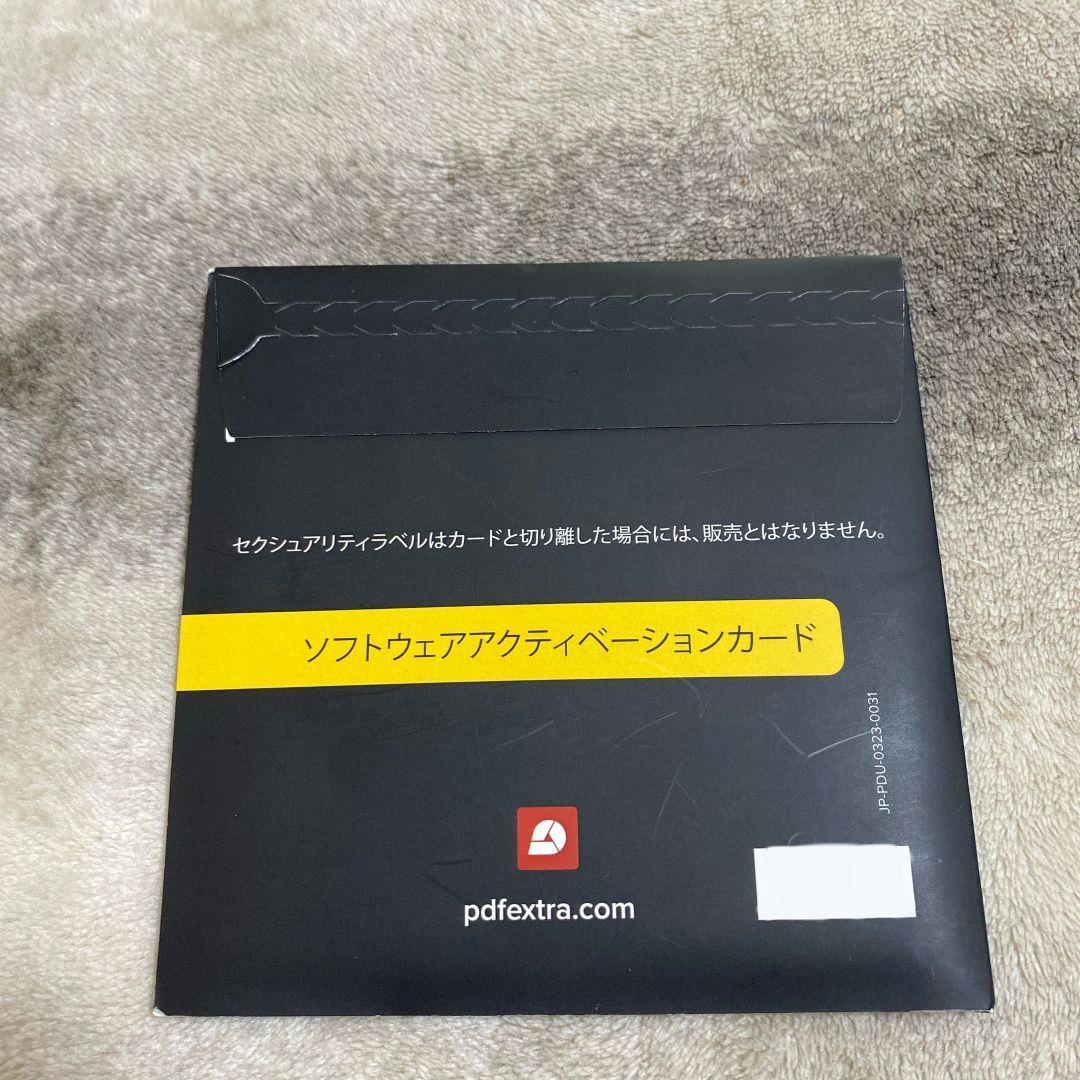 セクシュアリティラベルはカードと切り離した場合には、販売とはなりません。
ソフトウェアアクティベーションカード
JP-PDU-0323-0031
pdfextra.com